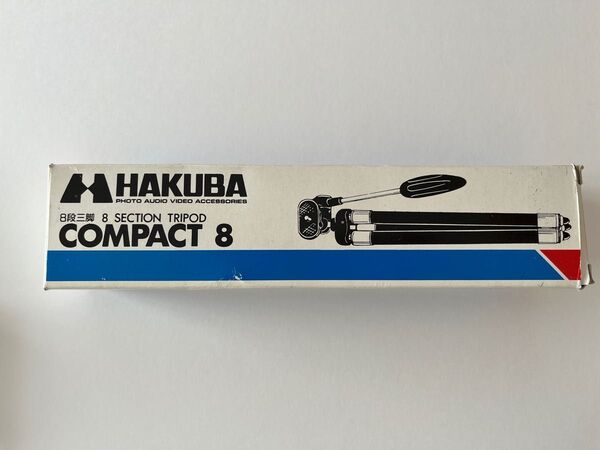 HAKUBA
PHOTO AUDIO VIDEO ACCESSORIES
8段三脚 8 SECTION TRIPOD
COMPACT 8